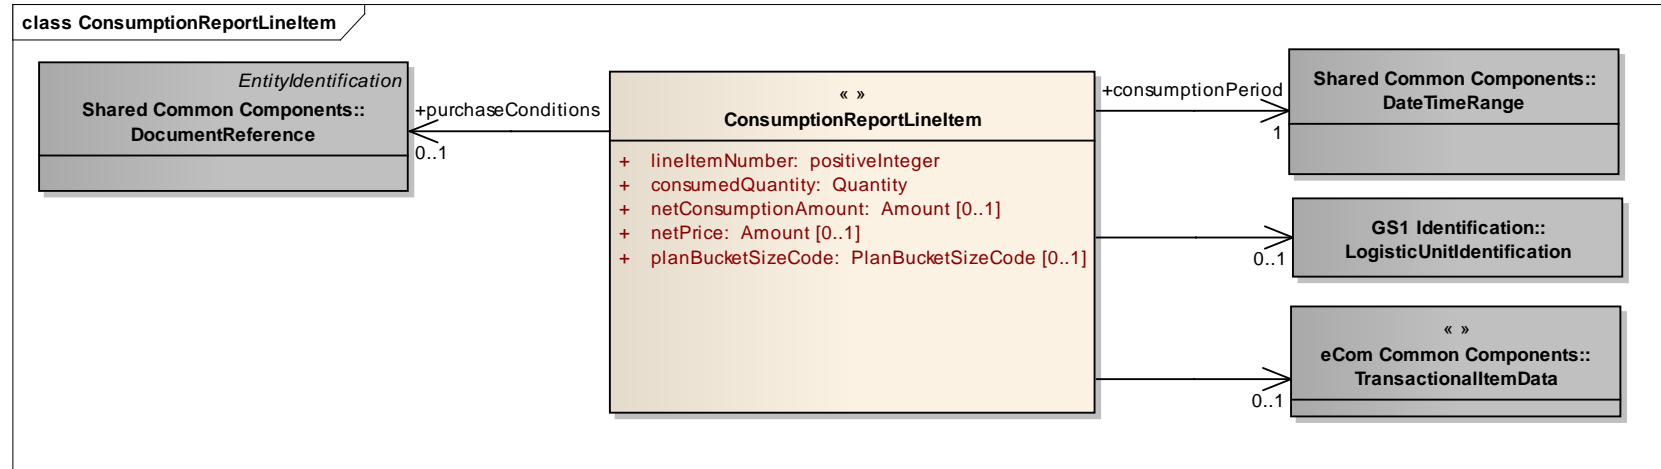 class ConsumptionReportLineItem
EntityIdentification
Shared Common Components::
DocumentReference
+purchaseConditions
0..1
« »
ConsumptionReportLineItem
+ lineItemNumber: positiveInteger
+ consumedQuantity: Quantity
+ netConsumptionAmount: Amount [0..1]
+ netPrice: Amount [0..1]
+ planBucketSizeCode: PlanBucketSizeCode [0..1]
+consumptionPeriod
1
Shared Common Components::
DateTimeRange
GS1 Identification::
LogisticUnitIdentification
0..1
« »
eCom Common Components::
TransactionalItemData
0..1